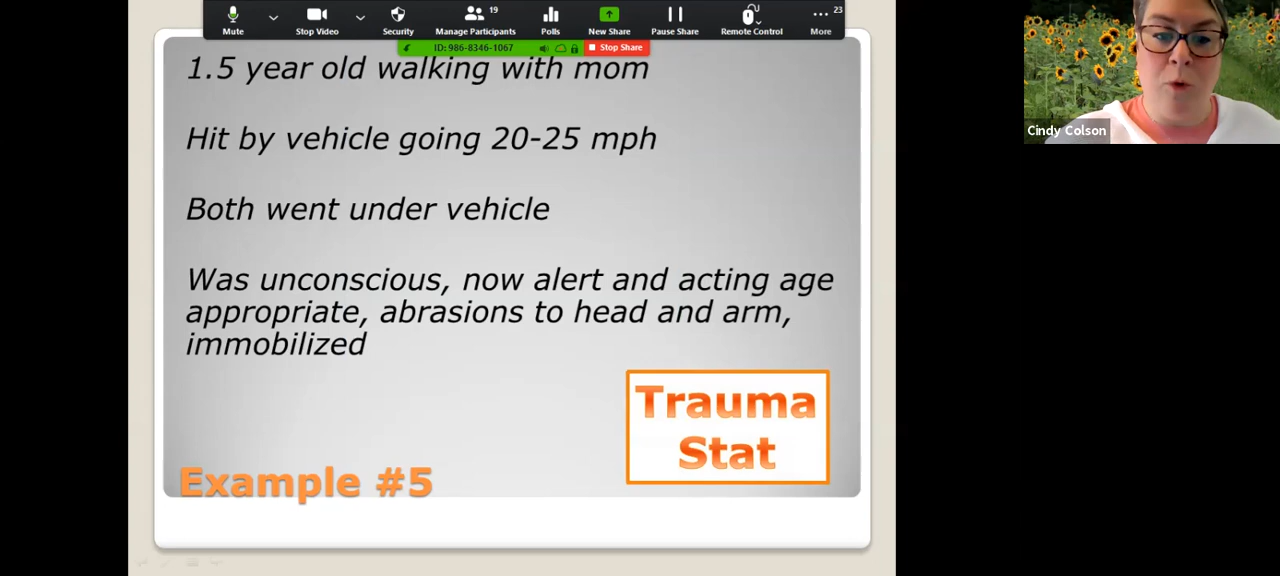 19
23
Mute
Stop Video
Security
Manage Participants
Polls
New Share
Pause Share
Remote Control
More
ID: 986-8346-1067
Stop Share
1.5 year old walking with mom
Hit by vehicle going 20-25 mph
Both went under vehicle
Was unconscious, now alert and acting age
appropriate, abrasions to head and arm,
immobilized
Trauma
Stat
Example #5
Cindy Colson